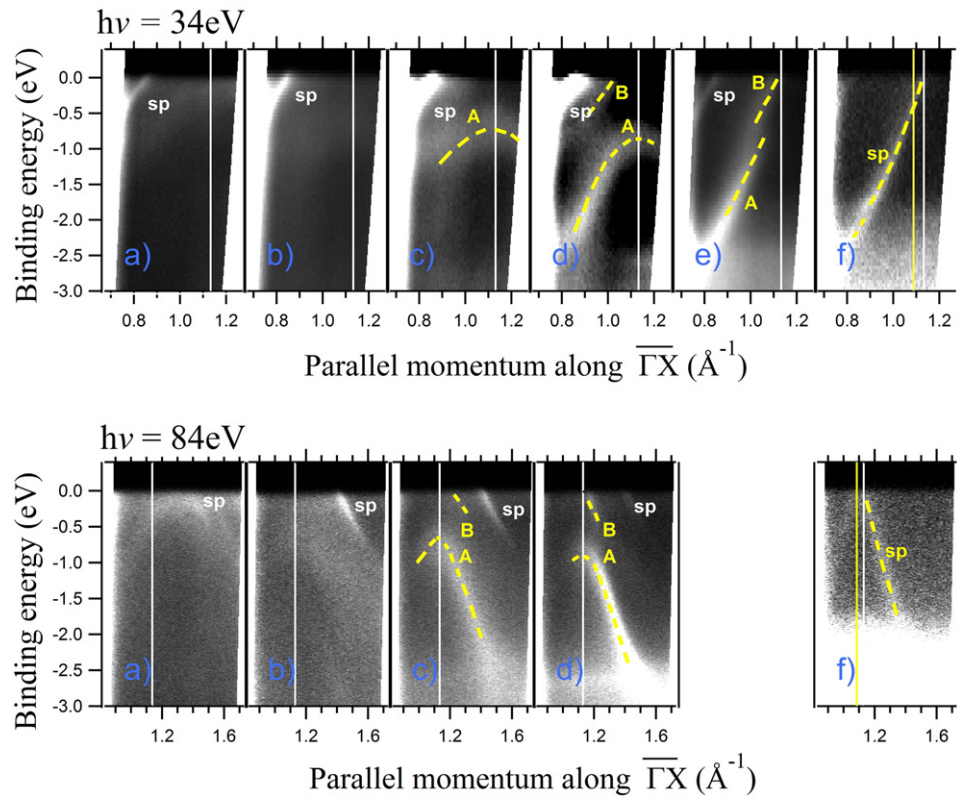 hν = 34eV
Binding energy (eV)
0.0
-0.5
-1.0
-1.5
-2.0
-2.5
-3.0
sp
a)
0.8 1.0 1.2
sp
b)
0.8 1.0 1.2
sp
A
c)
0.8 1.0 1.2
B
sp
A
d)
0.8 1.0 1.2
B
sp
A
e)
0.8 1.0 1.2
sp
f)
0.8 1.0 1.2
Parallel momentum along ΓX (Å⁻¹)
hν = 84eV
Binding energy (eV)
0.0
-0.5
-1.0
-1.5
-2.0
-2.5
-3.0
sp
a)
1.2 1.6
sp
b)
1.2 1.6
sp
B
A
c)
1.2 1.6
sp
B
A
d)
1.2 1.6
sp
f)
1.2 1.6
Parallel momentum along ΓX (Å⁻¹)